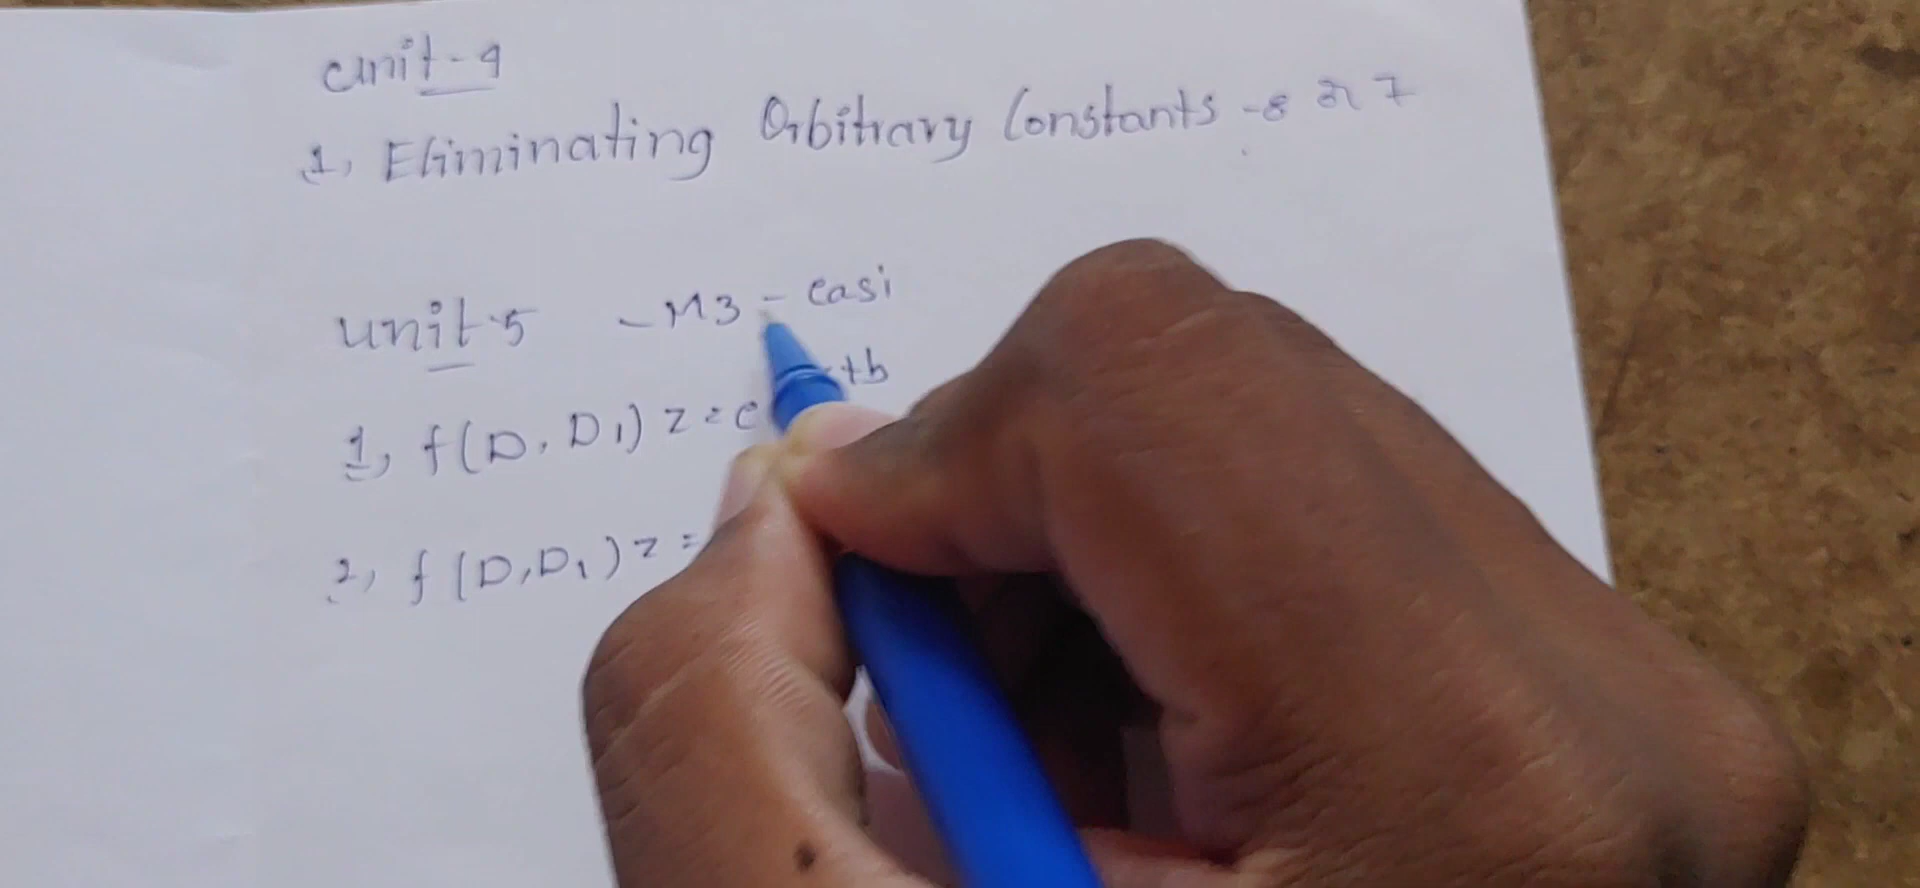 unit-4
1, Eliminating Orbitrary Constants -8 or 7
unit-5 - M3 - Casi
+b
1, f(D, D1) z = e
2, f(D,D1) z =